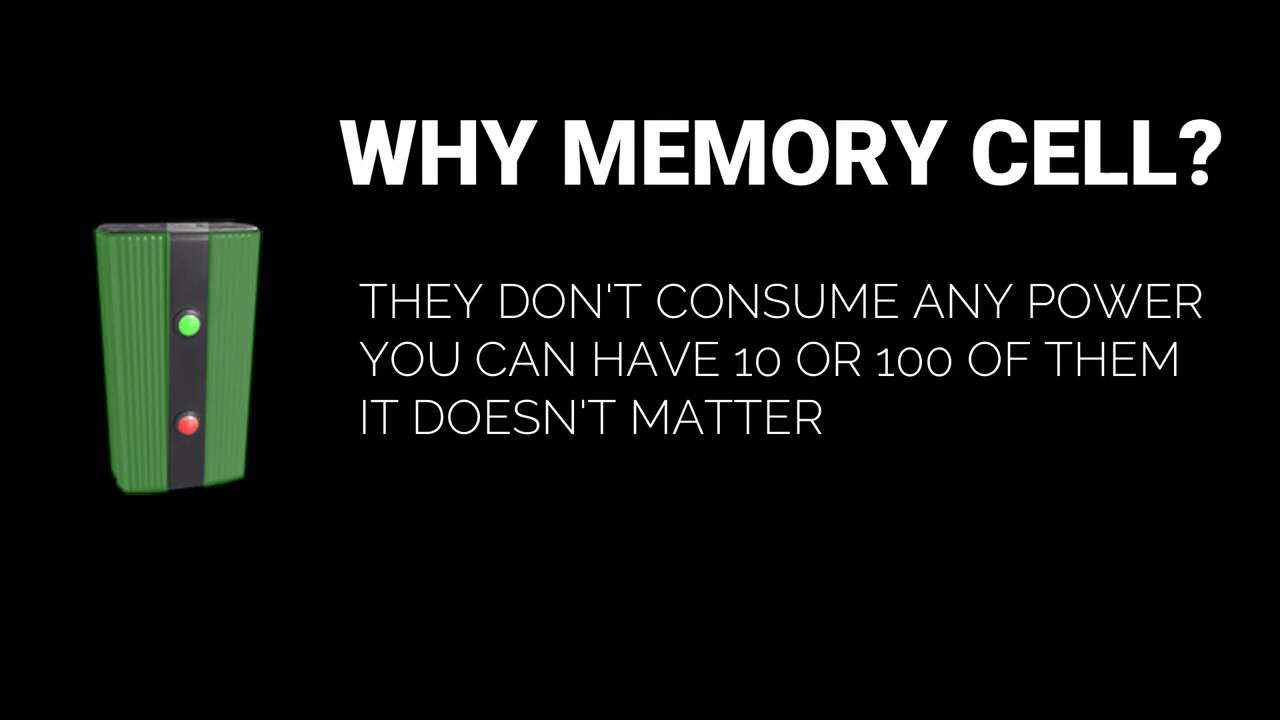 WHY MEMORY CELL?
THEY DON'T CONSUME ANY POWER
YOU CAN HAVE 10 OR 100 OF THEM
IT DOESN'T MATTER